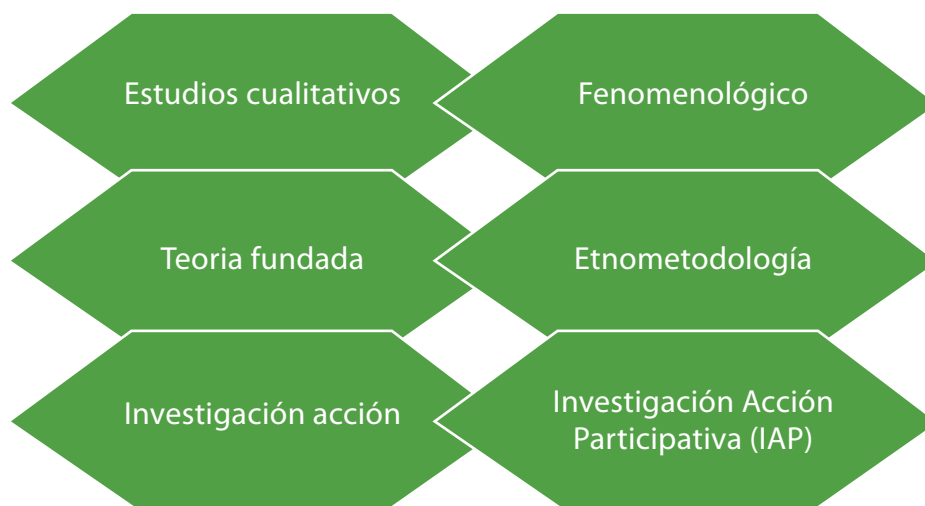 Estudios cualitativos
Fenomenológico
Teoria fundada
Etnometodología
Investigación acción
Investigación Acción
Participativa (IAP)